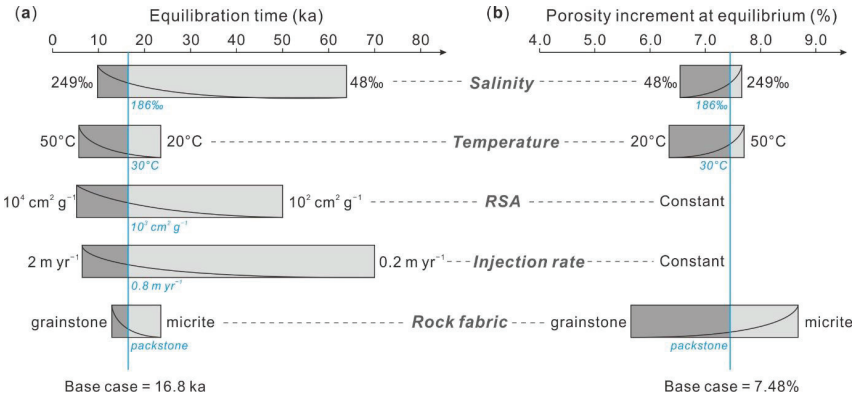 (a) Equilibration time (ka)
(b) Porosity increment at equilibrium (%)
0 10 20 30 40 50 60 70 80
4.0 5.0 6.0 7.0 8.0 9.0
249‰ 48‰ Salinity 48‰ 249‰
186‰ 186‰
50°C 20°C Temperature 20°C 50°C
30°C 30°C
10⁴ cm² g⁻¹ 10² cm² g⁻¹ RSA Constant
10³ cm² g⁻¹
2 m yr⁻¹ 0.2 m yr⁻¹ Injection rate Constant
0.8 m yr⁻¹
grainstone micrite Rock fabric grainstone micrite
packstone packstone
Base case = 16.8 ka Base case = 7.48%